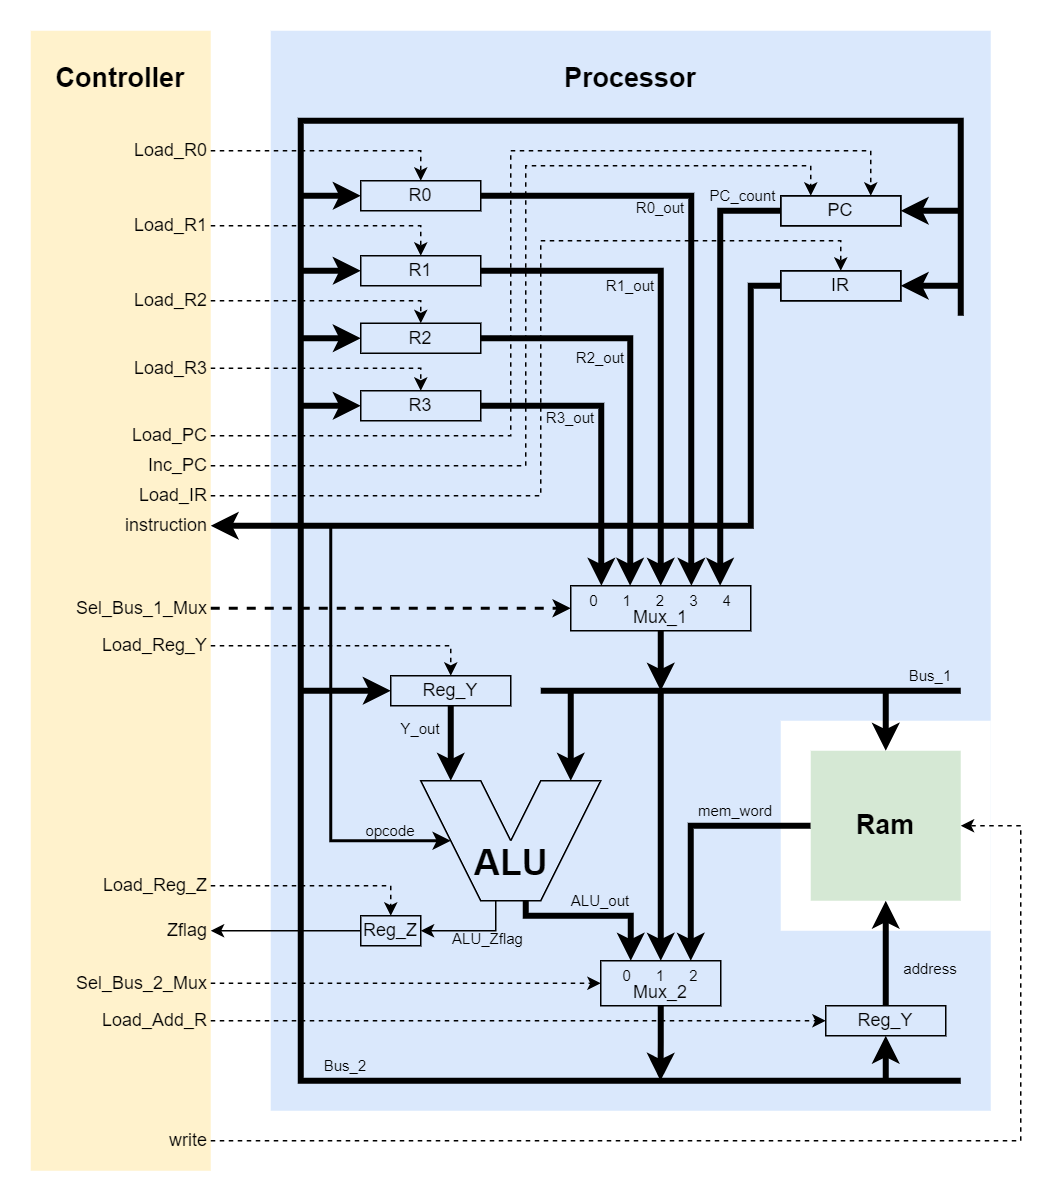 Controller
Processor
Load_R0
R0
R0_out
PC_count
PC
Load_R1
R1
R1_out
IR
Load_R2
R2
R2_out
Load_R3
R3
R3_out
Load_PC
Inc_PC
Load_IR
instruction
Sel_Bus_1_Mux
0 1 2 3 4
Mux_1
Load_Reg_Y
Reg_Y
Bus_1
Y_out
mem_word
Ram
opcode
ALU
Load_Reg_Z
ALU_out
Zflag
Reg_Z
ALU_Zflag
address
Sel_Bus_2_Mux
0 1 2
Mux_2
Load_Add_R
Reg_Y
Bus_2
write